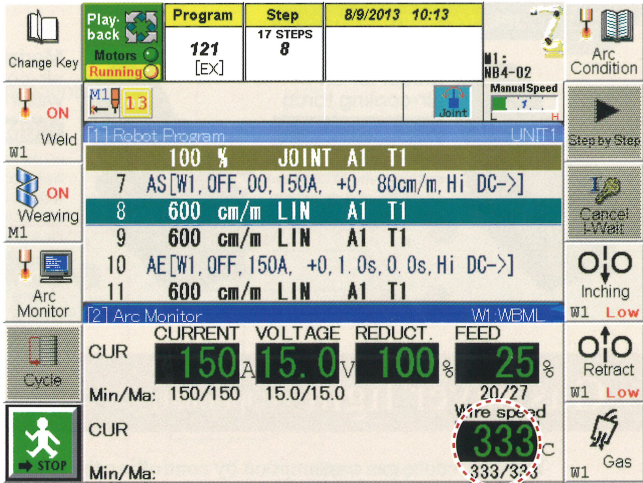 Change Key
Play-
back
Motors
Running
Program
121
[EX]
Step
17 STEPS
8
8/9/2013 10:13
M1:
NB4-02
Arc
Condition
ON
Weld
W1
M1
13
Joint
Manual Speed
1
L H
Step by Step
[1] Robot Program UNIT1
100 % JOINT A1 T1
7 AS[W1,OFF,00,150A, +0, 80cm/m,Hi DC->]
8 600 cm/m LIN A1 T1
9 600 cm/m LIN A1 T1
10 AE[W1,OFF,150A, +0,1.0s,0.0s,Hi DC->]
11 600 cm/m LIN A1 T1
ON
Weaving
M1
Cancel
I-Wait
Arc
Monitor
Inching
W1 Low
[2] Arc Monitor W1:WBML
CURRENT VOLTAGE REDUCT. FEED
CUR 150 A 15.0 V 100 % 25 %
Min/Ma: 150/150 15.0/15.0 20/27
Cycle
Retract
W1 Low
Wire speed
CUR 333 C
Min/Ma: 333/333
STOP
Gas
W1